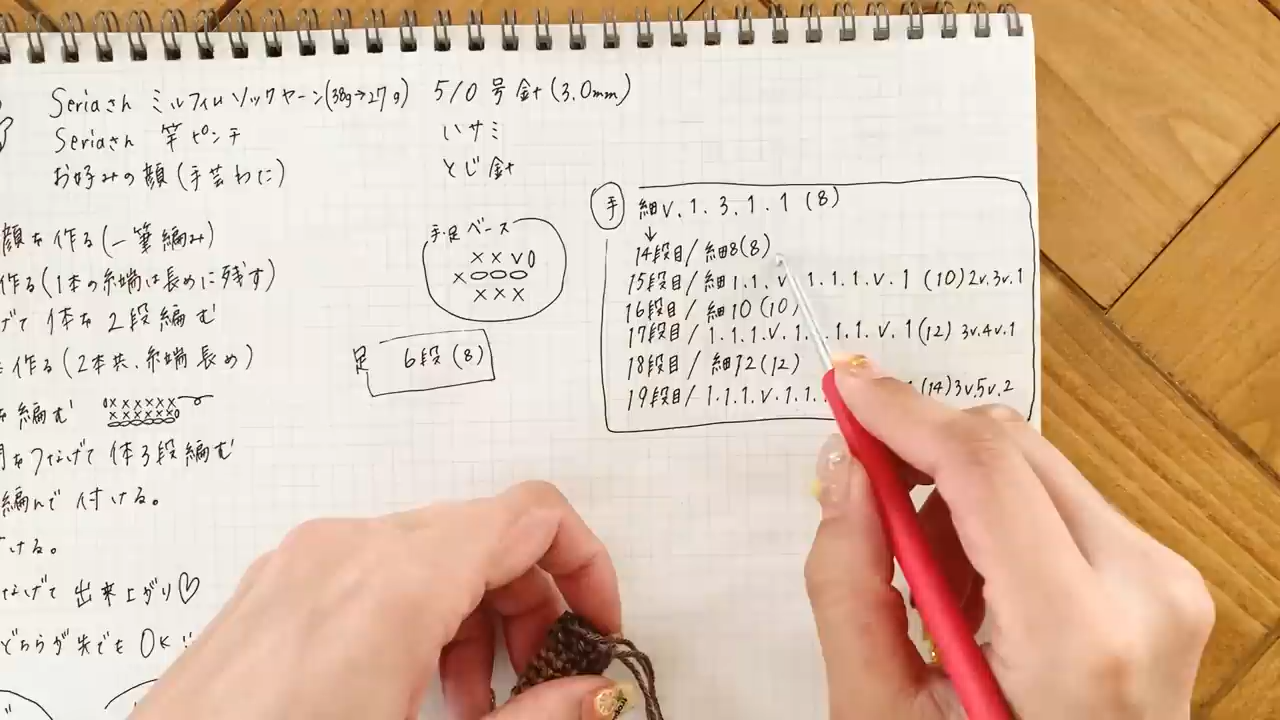 Seriaさん ミルフィムソックヤーン(38g→27g) 5/0号針(3.0mm)
Seriaさん 竿ピンチ
ハサミ
お好みの顔(手芸わた)
とじ針
顔を作る(一筆編み)
作る(1本の糸端は長めに残す)
げて体を2段編む
を作る(2本共、糸端長め)
を編む
をつなげて体3段編む
編んで付ける。
ける。
なげて出来上がり♡
どちらが先でもOK
手足ベース
x x v 0
x
x x x
足 6段(8)
手 細v.1.3.1.1(8)
↓
14段目/細8(8)
15段目/細1.1.v 1.1.1.v.1(10)2v.3v.1
16段目/細10(10)
17段目/1.1.1.v.1. 1.1.v.1(12)3v.4v.1
18段目/細12(12)
19段目/1.1.1.v.1.1. (14)3v.5v.2